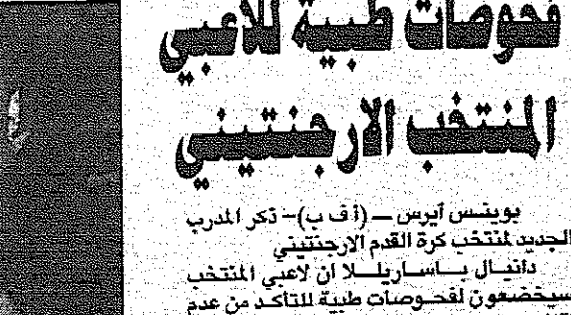 فحوصات طبية للاعبي
المنتخب الارجنتيني
بوينس آيرس — (أ ف ب)– ذكر المدرب
الجديد لمنتخب كرة القدم الارجنتيني
دانيال باساريلا ان لاعبي المنتخب
سيخضعون لفحوصات طبية للتأكد من عدم